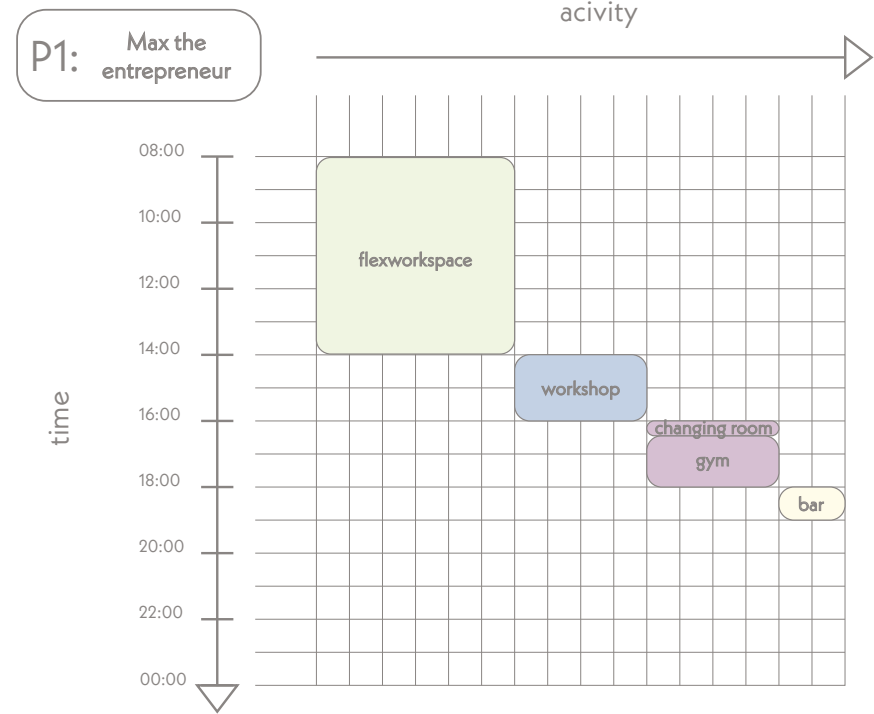 acivity
P1:
Max the
entrepreneur
08:00
10:00
flexworkspace
12:00
14:00
workshop
time
16:00
changing room
gym
18:00
bar
20:00
22:00
00:00